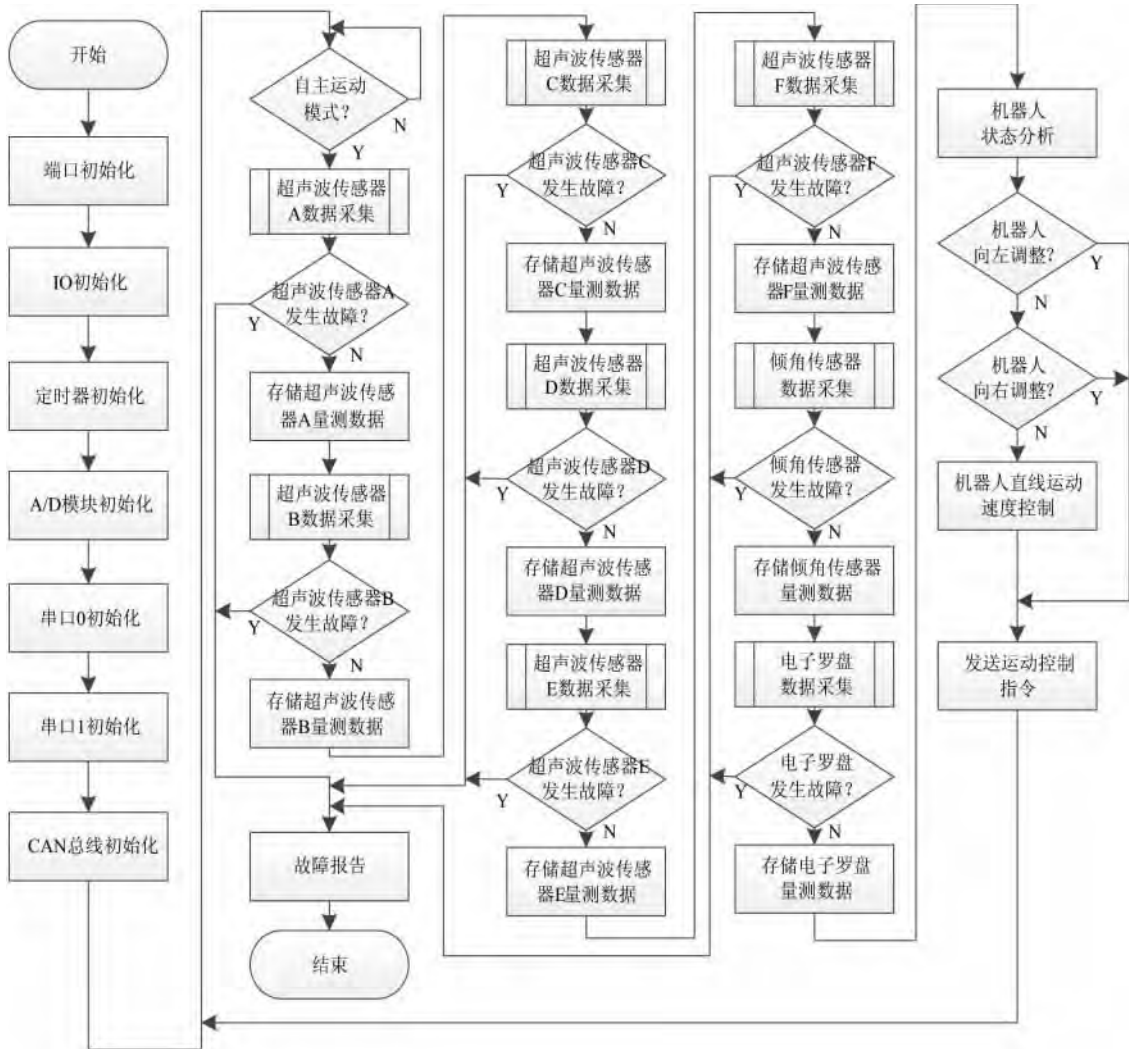 开始
端口初始化
IO初始化
定时器初始化
A/D模块初始化
串口0初始化
串口1初始化
CAN总线初始化
自主运动
模式？
N
Y
超声波传感器
A数据采集
超声波传感器A
发生故障？
Y
N
存储超声波传感
器A量测数据
超声波传感器
B数据采集
超声波传感器B
发生故障？
Y
N
存储超声波传感
器B量测数据
故障报告
结束
超声波传感器
C数据采集
超声波传感器C
发生故障？
Y
N
存储超声波传感
器C量测数据
超声波传感器
D数据采集
超声波传感器D
发生故障？
Y
N
存储超声波传感
器D量测数据
超声波传感器
E数据采集
超声波传感器E
发生故障？
Y
N
存储超声波传感
器E量测数据
超声波传感器
F数据采集
超声波传感器F
发生故障？
Y
N
存储超声波传感
器F量测数据
倾角传感器
数据采集
倾角传感器
发生故障？
Y
N
存储倾角传感器
量测数据
电子罗盘
数据采集
电子罗盘
发生故障？
Y
N
存储电子罗盘
量测数据
机器人
状态分析
机器人
向左调整？
Y
N
机器人
向右调整？
Y
N
机器人直线运动
速度控制
发送运动控制
指令